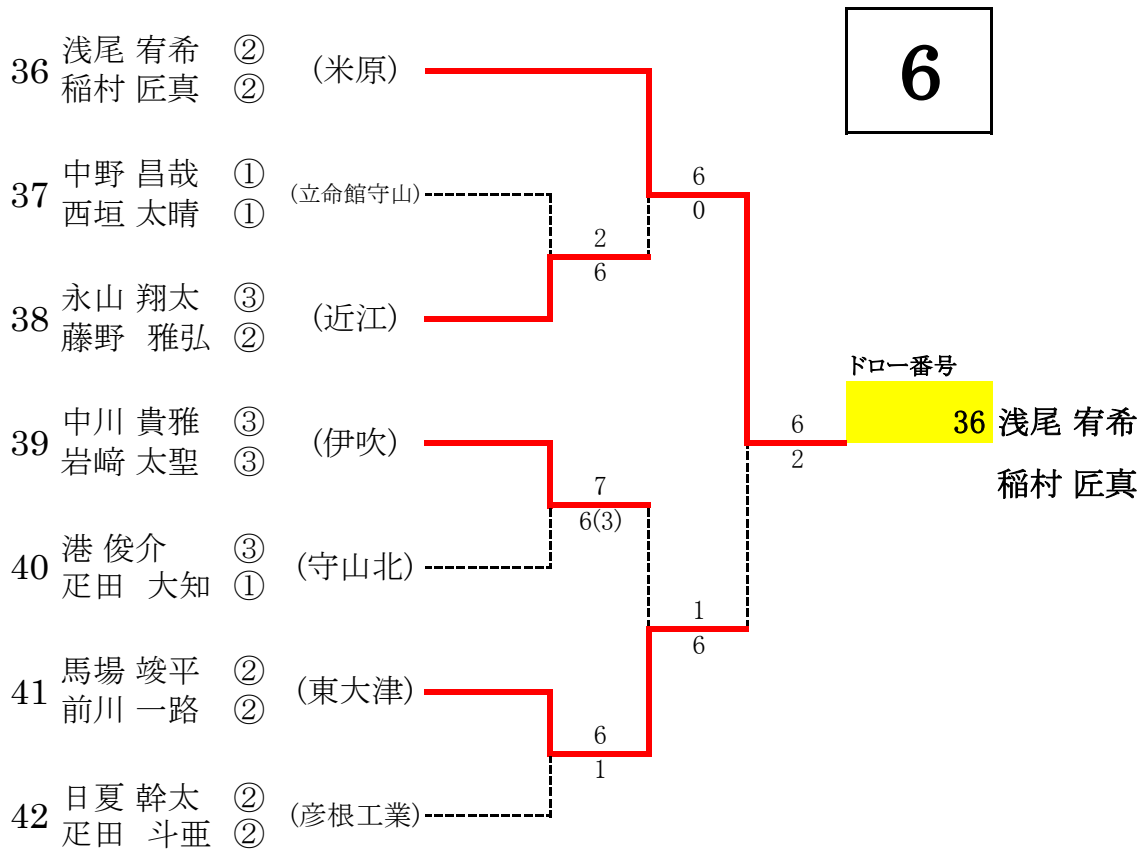 6
36 浅尾 宥希 ② (米原)
稲村 匠真 ②
6
0
37 中野 昌哉 ① (立命館守山)
西垣 太晴 ①
2
6
38 永山 翔太 ③ (近江)
藤野 雅弘 ②
ドロー番号
6
2
36 浅尾 宥希
稲村 匠真
39 中川 貴雅 ③ (伊吹)
岩﨑 太聖 ③
7
6(3)
40 港 俊介 ③ (守山北)
疋田 大知 ①
1
6
41 馬場 竣平 ② (東大津)
前川 一路 ②
6
1
42 日夏 幹太 ② (彦根工業)
疋田 斗亜 ②